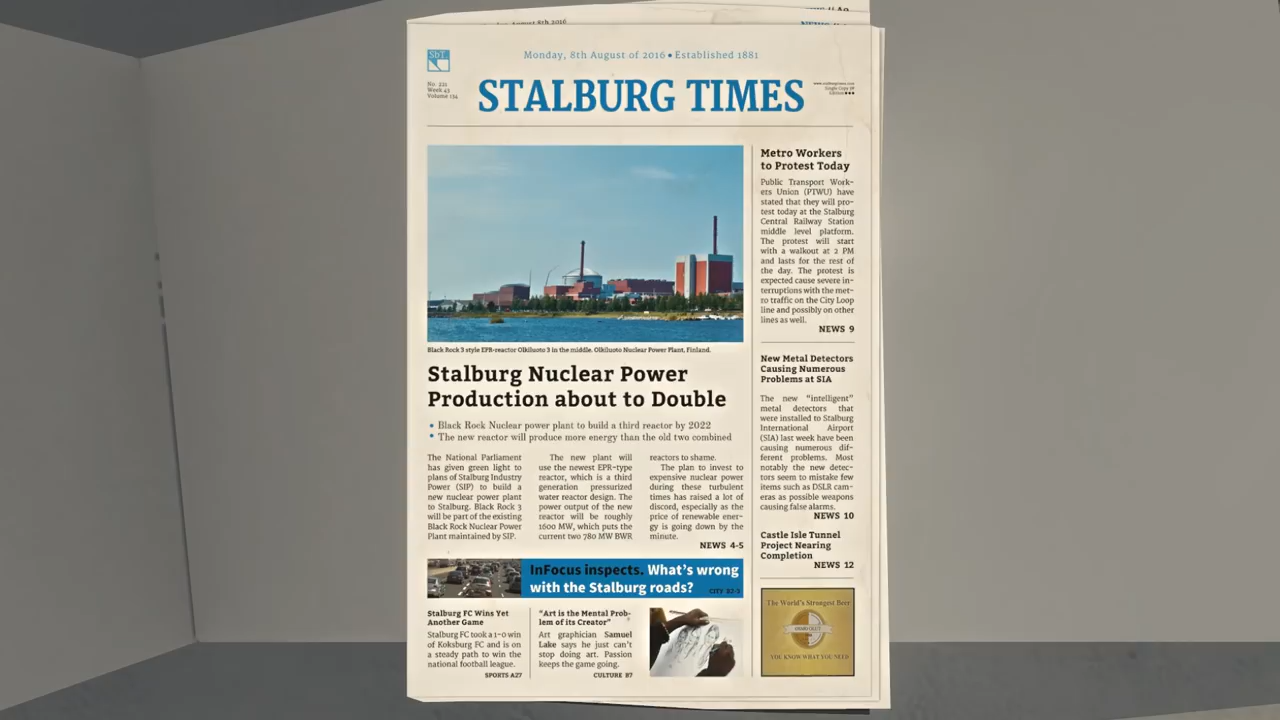 Monday, 8th August of 2016 • Established 1881
SbT
No. 221
Week 43
Volume 134
STALBURG TIMES
Black Rock 3 style EPR-reactor Olkiluoto 3 in the middle. Olkiluoto Nuclear Power Plant, Finland.
Stalburg Nuclear Power
Production about to Double
• Black Rock Nuclear power plant to build a third reactor by 2022
• The new reactor will produce more energy than the old two combined
The National Parliament
has given green light to
plans of Stalburg Industry
Power (SIP) to build a
new nuclear power plant
to Stalburg. Black Rock 3
will be part of the existing
Black Rock Nuclear Power
Plant maintained by SIP.
The new plant will
use the newest EPR-type
reactor, which is a third
generation pressurized
water reactor design. The
power output of the new
reactor will be roughly
1600 MW, which puts the
current two 780 MW BWR
reactors to shame.
The plan to invest to
expensive nuclear power
during these turbulent
times has raised a lot of
discord, especially as the
price of renewable ener-
gy is going down by the
minute.
NEWS 4-5
InFocus inspects. What's wrong
with the Stalburg roads?
CITY B2-3
Stalburg FC Wins Yet
Another Game
Stalburg FC took a 1-0 win
of Koksburg FC and is on
a steady path to win the
national football league.
SPORTS A27
"Art is the Mental Prob-
lem of its Creator"
Art graphician Samuel
Lake says he just can't
stop doing art. Passion
keeps the game going.
CULTURE B7
Metro Workers
to Protest Today
Public Transport Work-
ers Union (PTWU) have
stated that they will pro-
test today at the Stalburg
Central Railway Station
middle level platform.
The protest will start
with a walkout at 2 PM
and lasts for the rest of
the day. The protest is
expected cause severe in-
terruptions with the met-
ro traffic on the City Loop
line and possibly on other
lines as well.
NEWS 9
New Metal Detectors
Causing Numerous
Problems at SIA
The new "intelligent"
metal detectors that
were installed to Stalburg
International Airport
(SIA) last week have been
causing numerous dif-
ferent problems. Most
notably the new detec-
tors seem to mistake few
items such as DSLR cam-
eras as possible weapons
causing false alarms.
NEWS 10
Castle Isle Tunnel
Project Nearing
Completion
NEWS 12
The World's Strongest Beer
YOU KNOW WHAT YOU NEED